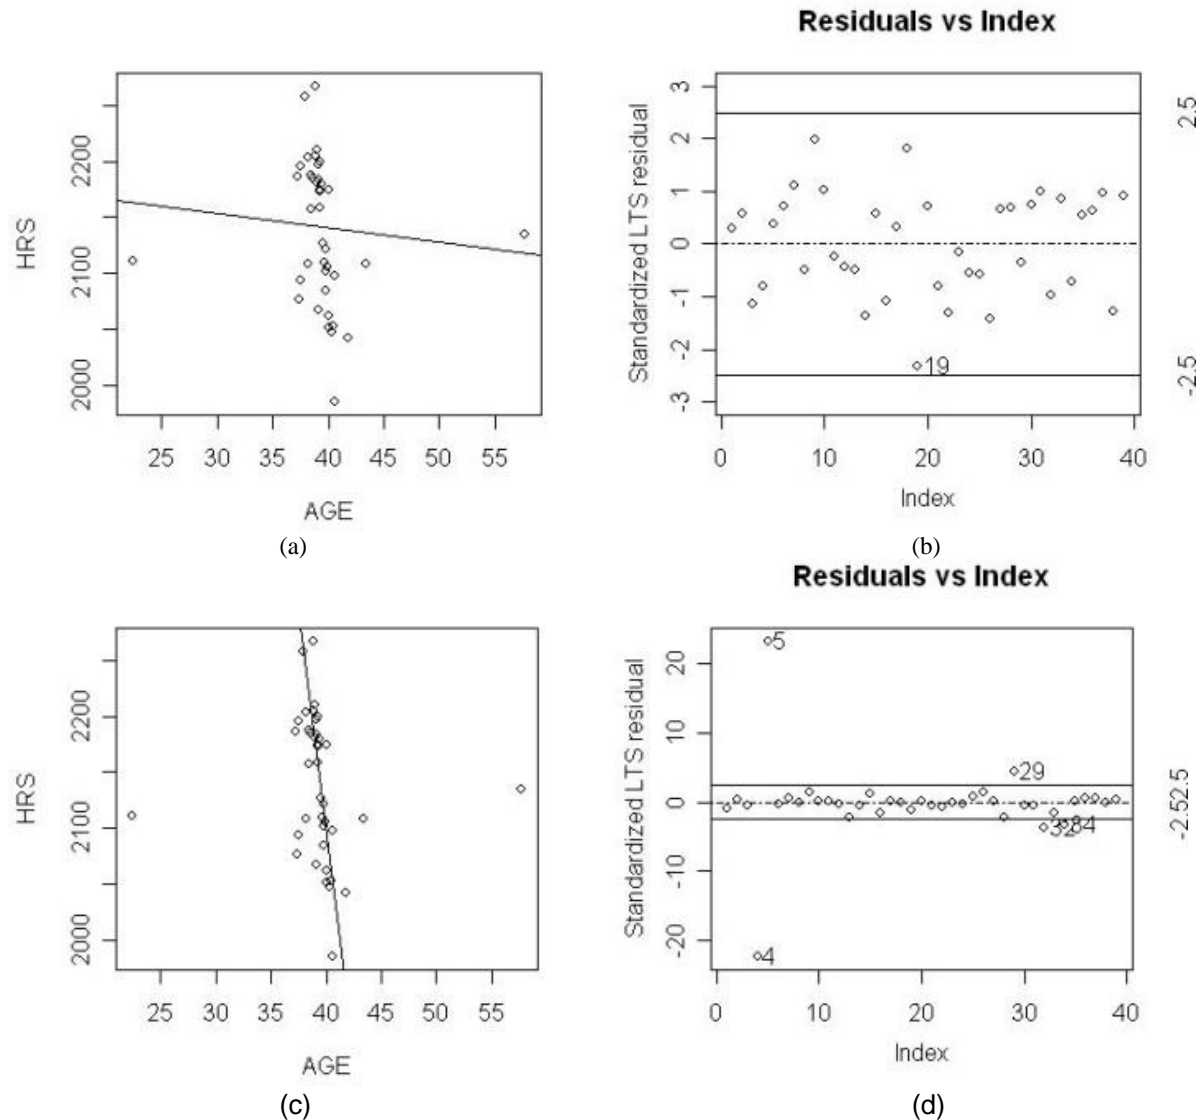 Residuals vs Index
HRS
2000 2100 2200
25 30 35 40 45 50 55
AGE
(a)
Standardized LTS residual
-3 -2 -1 0 1 2 3
19
2.5
-2.5
0 10 20 30 40
Index
(b)
Residuals vs Index
HRS
2000 2100 2200
25 30 35 40 45 50 55
AGE
(c)
Standardized LTS residual
-20 -10 0 10 20
5
29
4
-2.52.5
0 10 20 30 40
Index
(d)